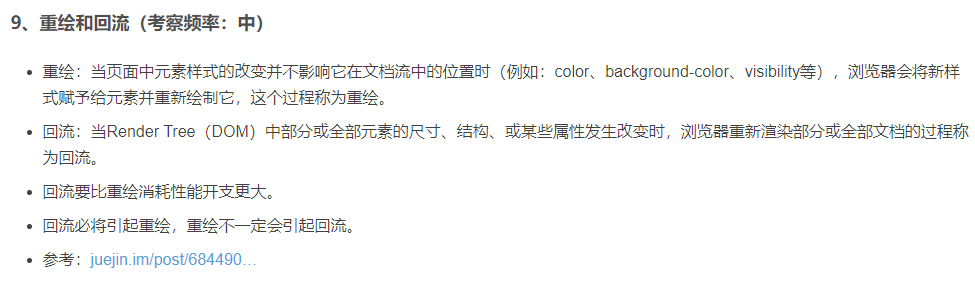 9、重绘和回流（考察频率：中）
• 重绘：当页面中元素样式的改变并不影响它在文档流中的位置时（例如：color、background-color、visibility等），浏览器会将新样
式赋予给元素并重新绘制它，这个过程称为重绘。
• 回流：当Render Tree（DOM）中部分或全部元素的尺寸、结构、或某些属性发生改变时，浏览器重新渲染部分或全部文档的过程称
为回流。
• 回流要比重绘消耗性能开支更大。
• 回流必将引起重绘，重绘不一定会引起回流。
• 参考：juejin.im/post/684490…